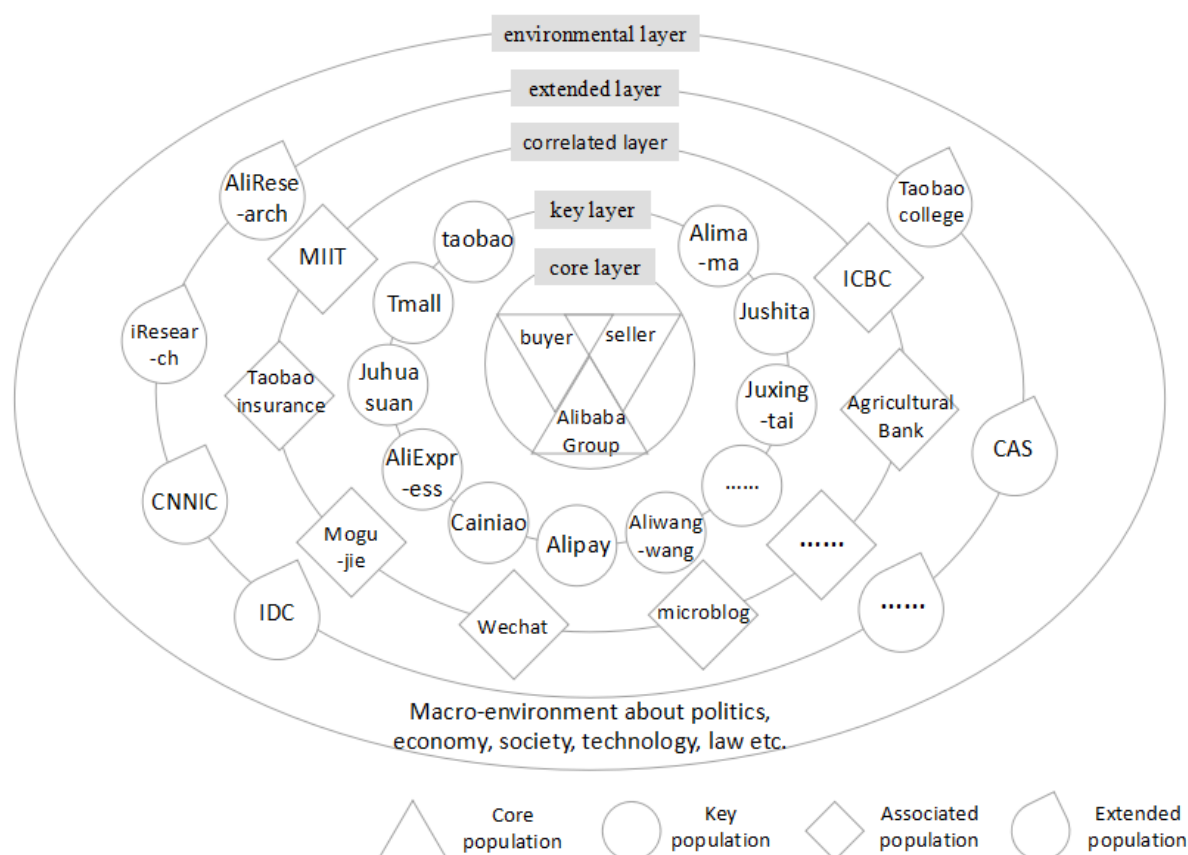 environmental layer
extended layer
correlated layer
key layer
core layer
AliRese
-arch
MIIT
taobao
Alima
-ma
Taobao
college
ICBC
Tmall
Jushita
iResear
-ch
buyer
seller
Taobao
insurance
Juhua
suan
Juxing
-tai
Agricultural
Bank
Alibaba
Group
AliExpr
-ess
......
CAS
CNNIC
Cainiao
Alipay
Aliwang
-wang
Mogu
-jie
......
IDC
Wechat
microblog
......
Macro-environment about politics,
economy, society, technology, law etc.
Core
population
Key
population
Associated
population
Extended
population